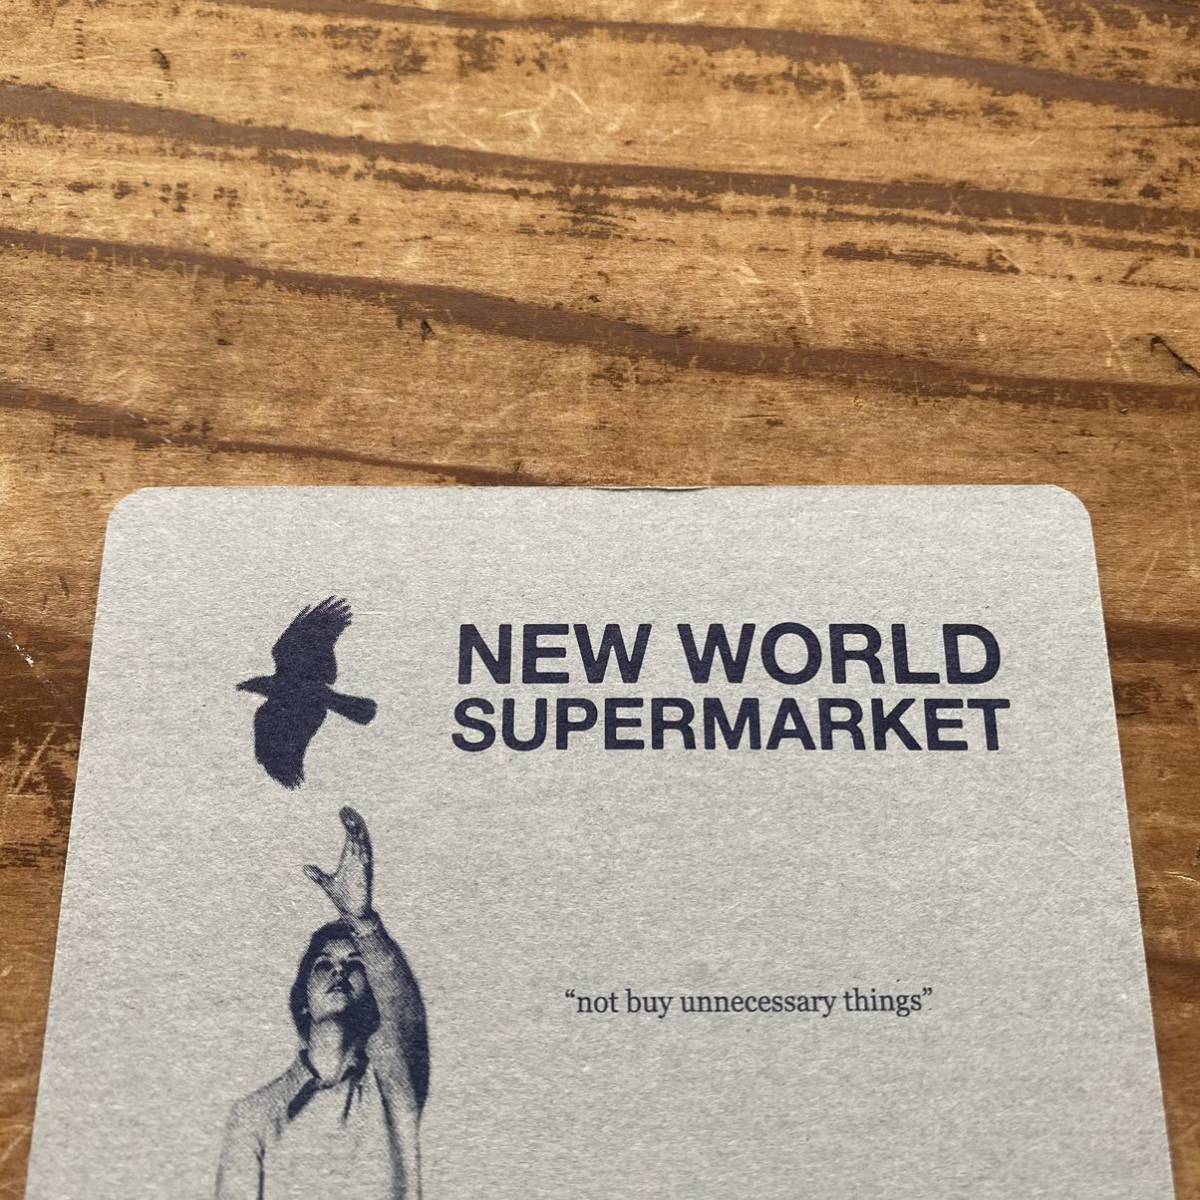 NEW WORLD
SUPERMARKET
“not buy unnecessary things”